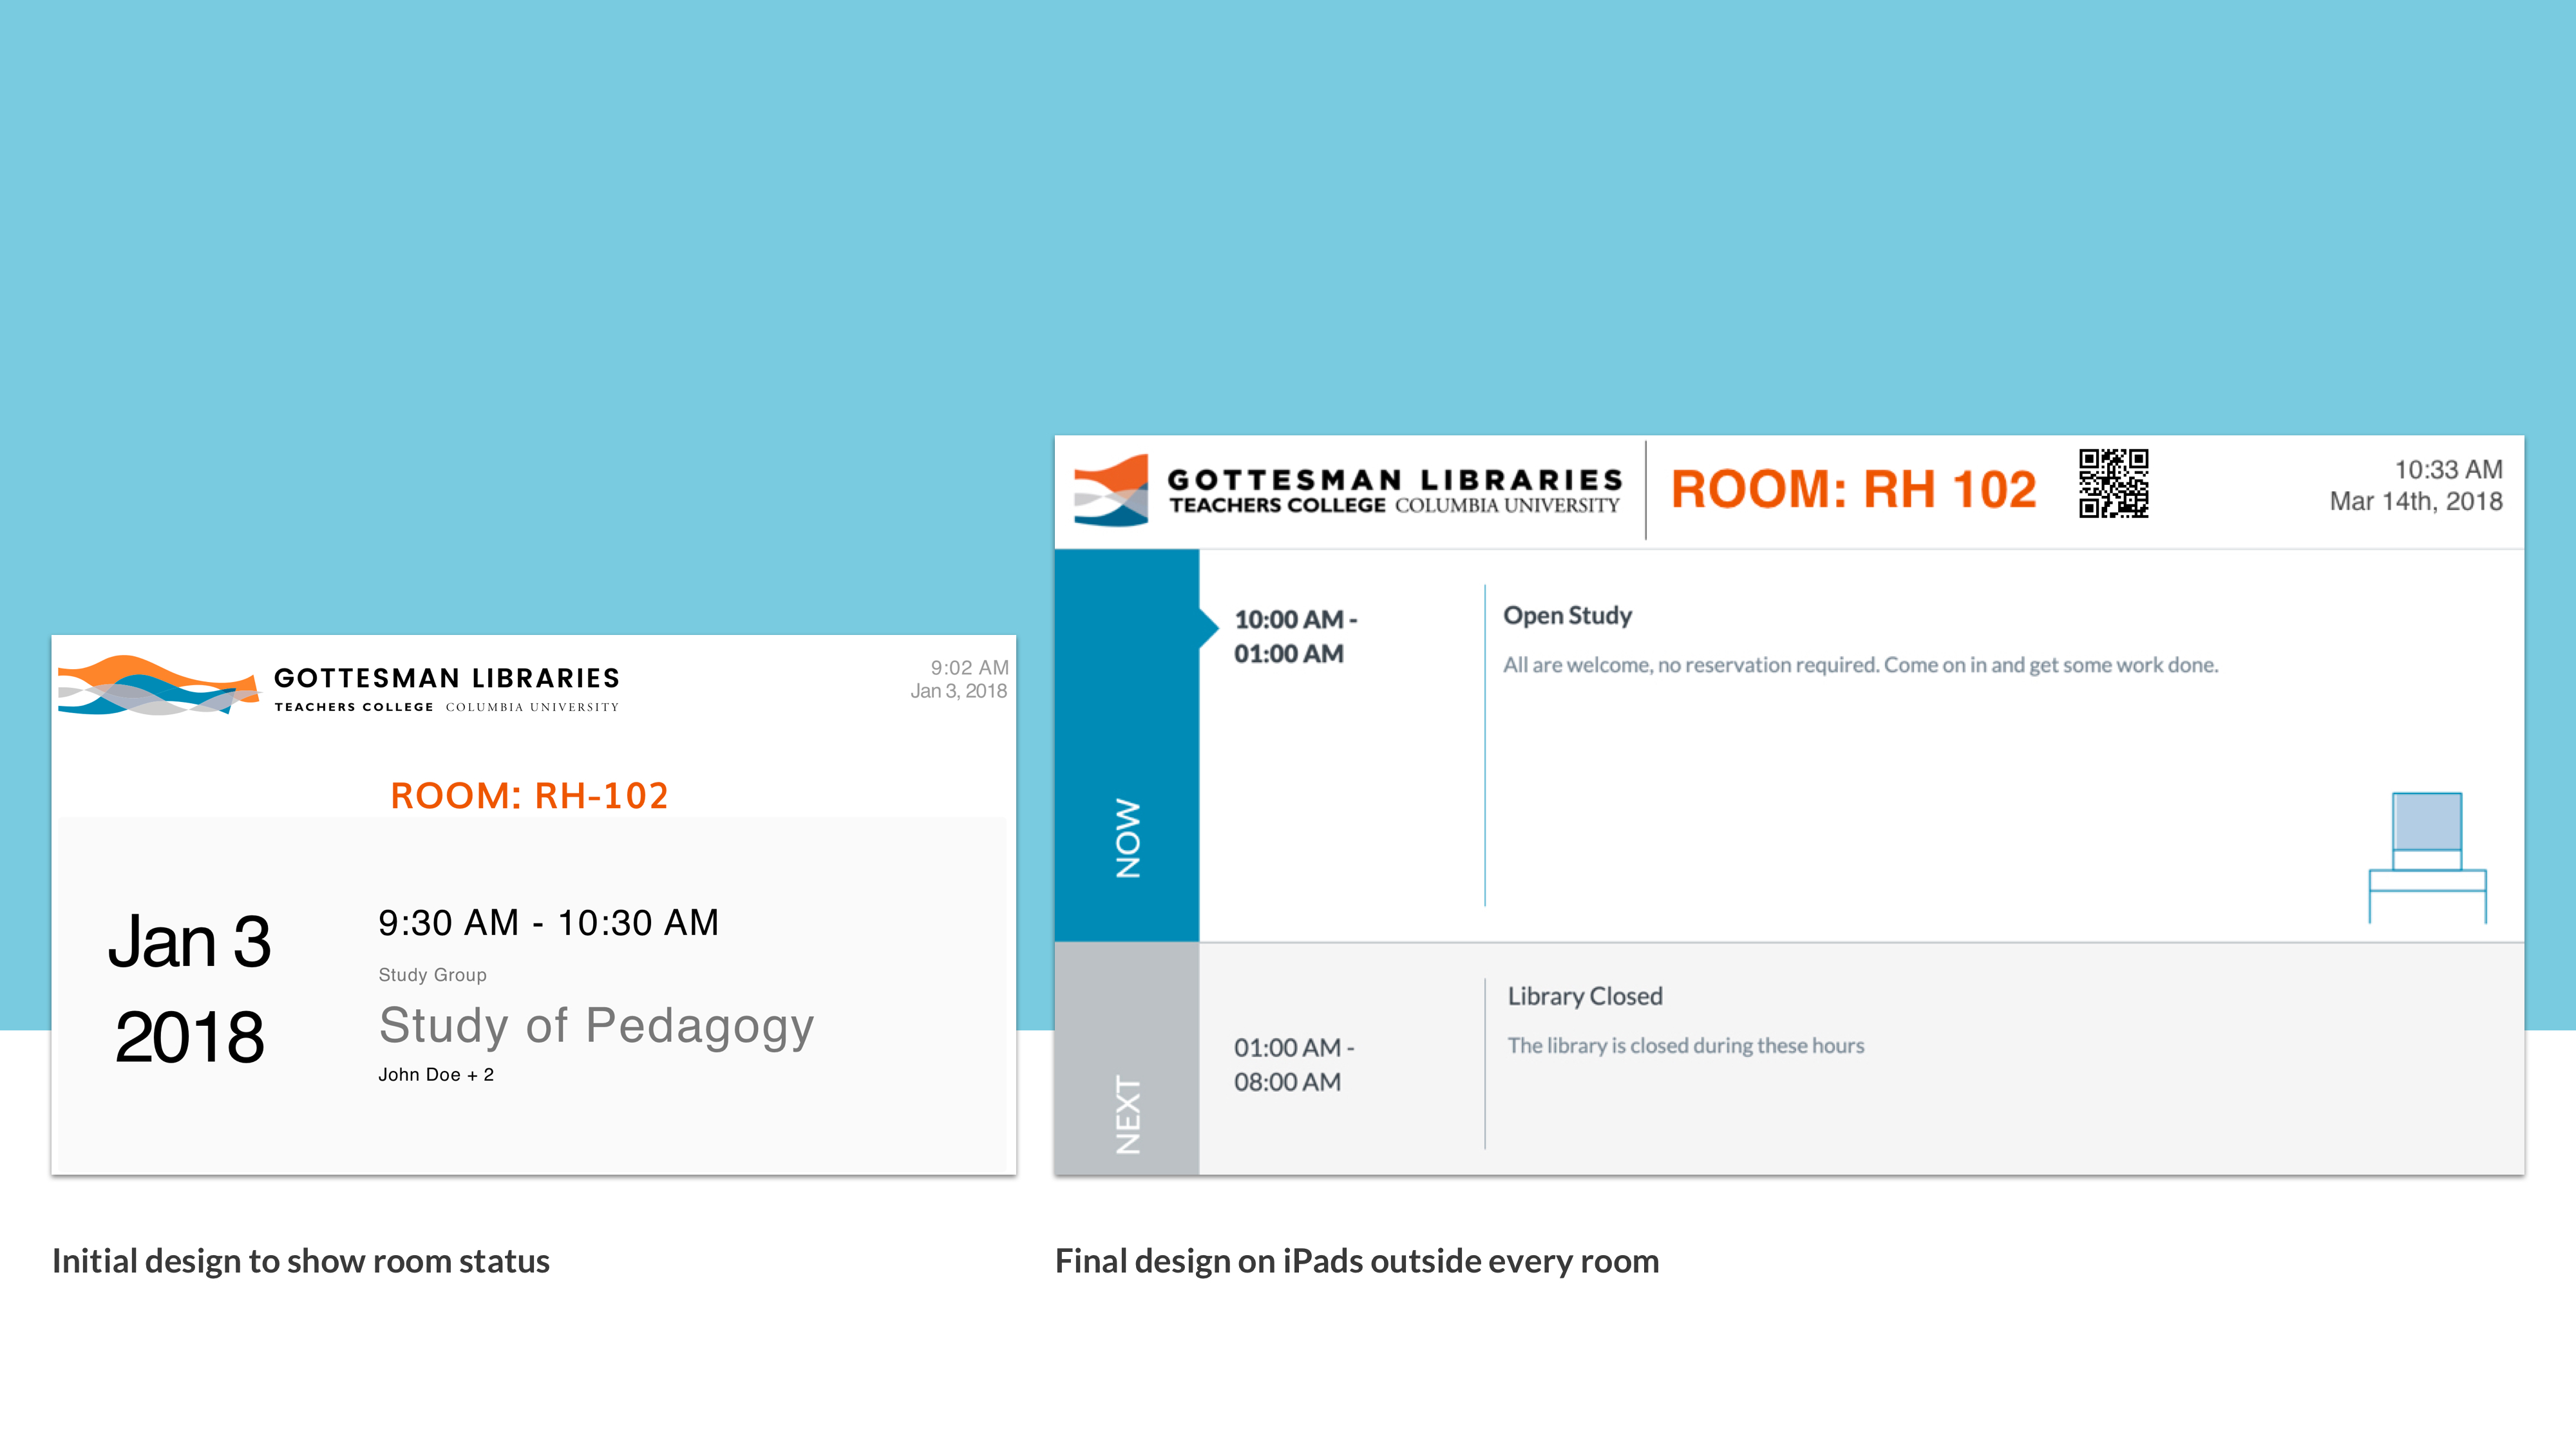 GOTTESMAN LIBRARIES
TEACHERS COLLEGE COLUMBIA UNIVERSITY
9:02 AM
Jan 3, 2018
ROOM: RH-102
Jan 3
2018
9:30 AM - 10:30 AM
Study Group
Study of Pedagogy
John Doe + 2
Initial design to show room status
GOTTESMAN LIBRARIES
TEACHERS COLLEGE COLUMBIA UNIVERSITY
ROOM: RH 102
10:33 AM
Mar 14th, 2018
NOW
10:00 AM -
01:00 AM
Open Study
All are welcome, no reservation required. Come on in and get some work done.
NEXT
01:00 AM -
08:00 AM
Library Closed
The library is closed during these hours
Final design on iPads outside every room